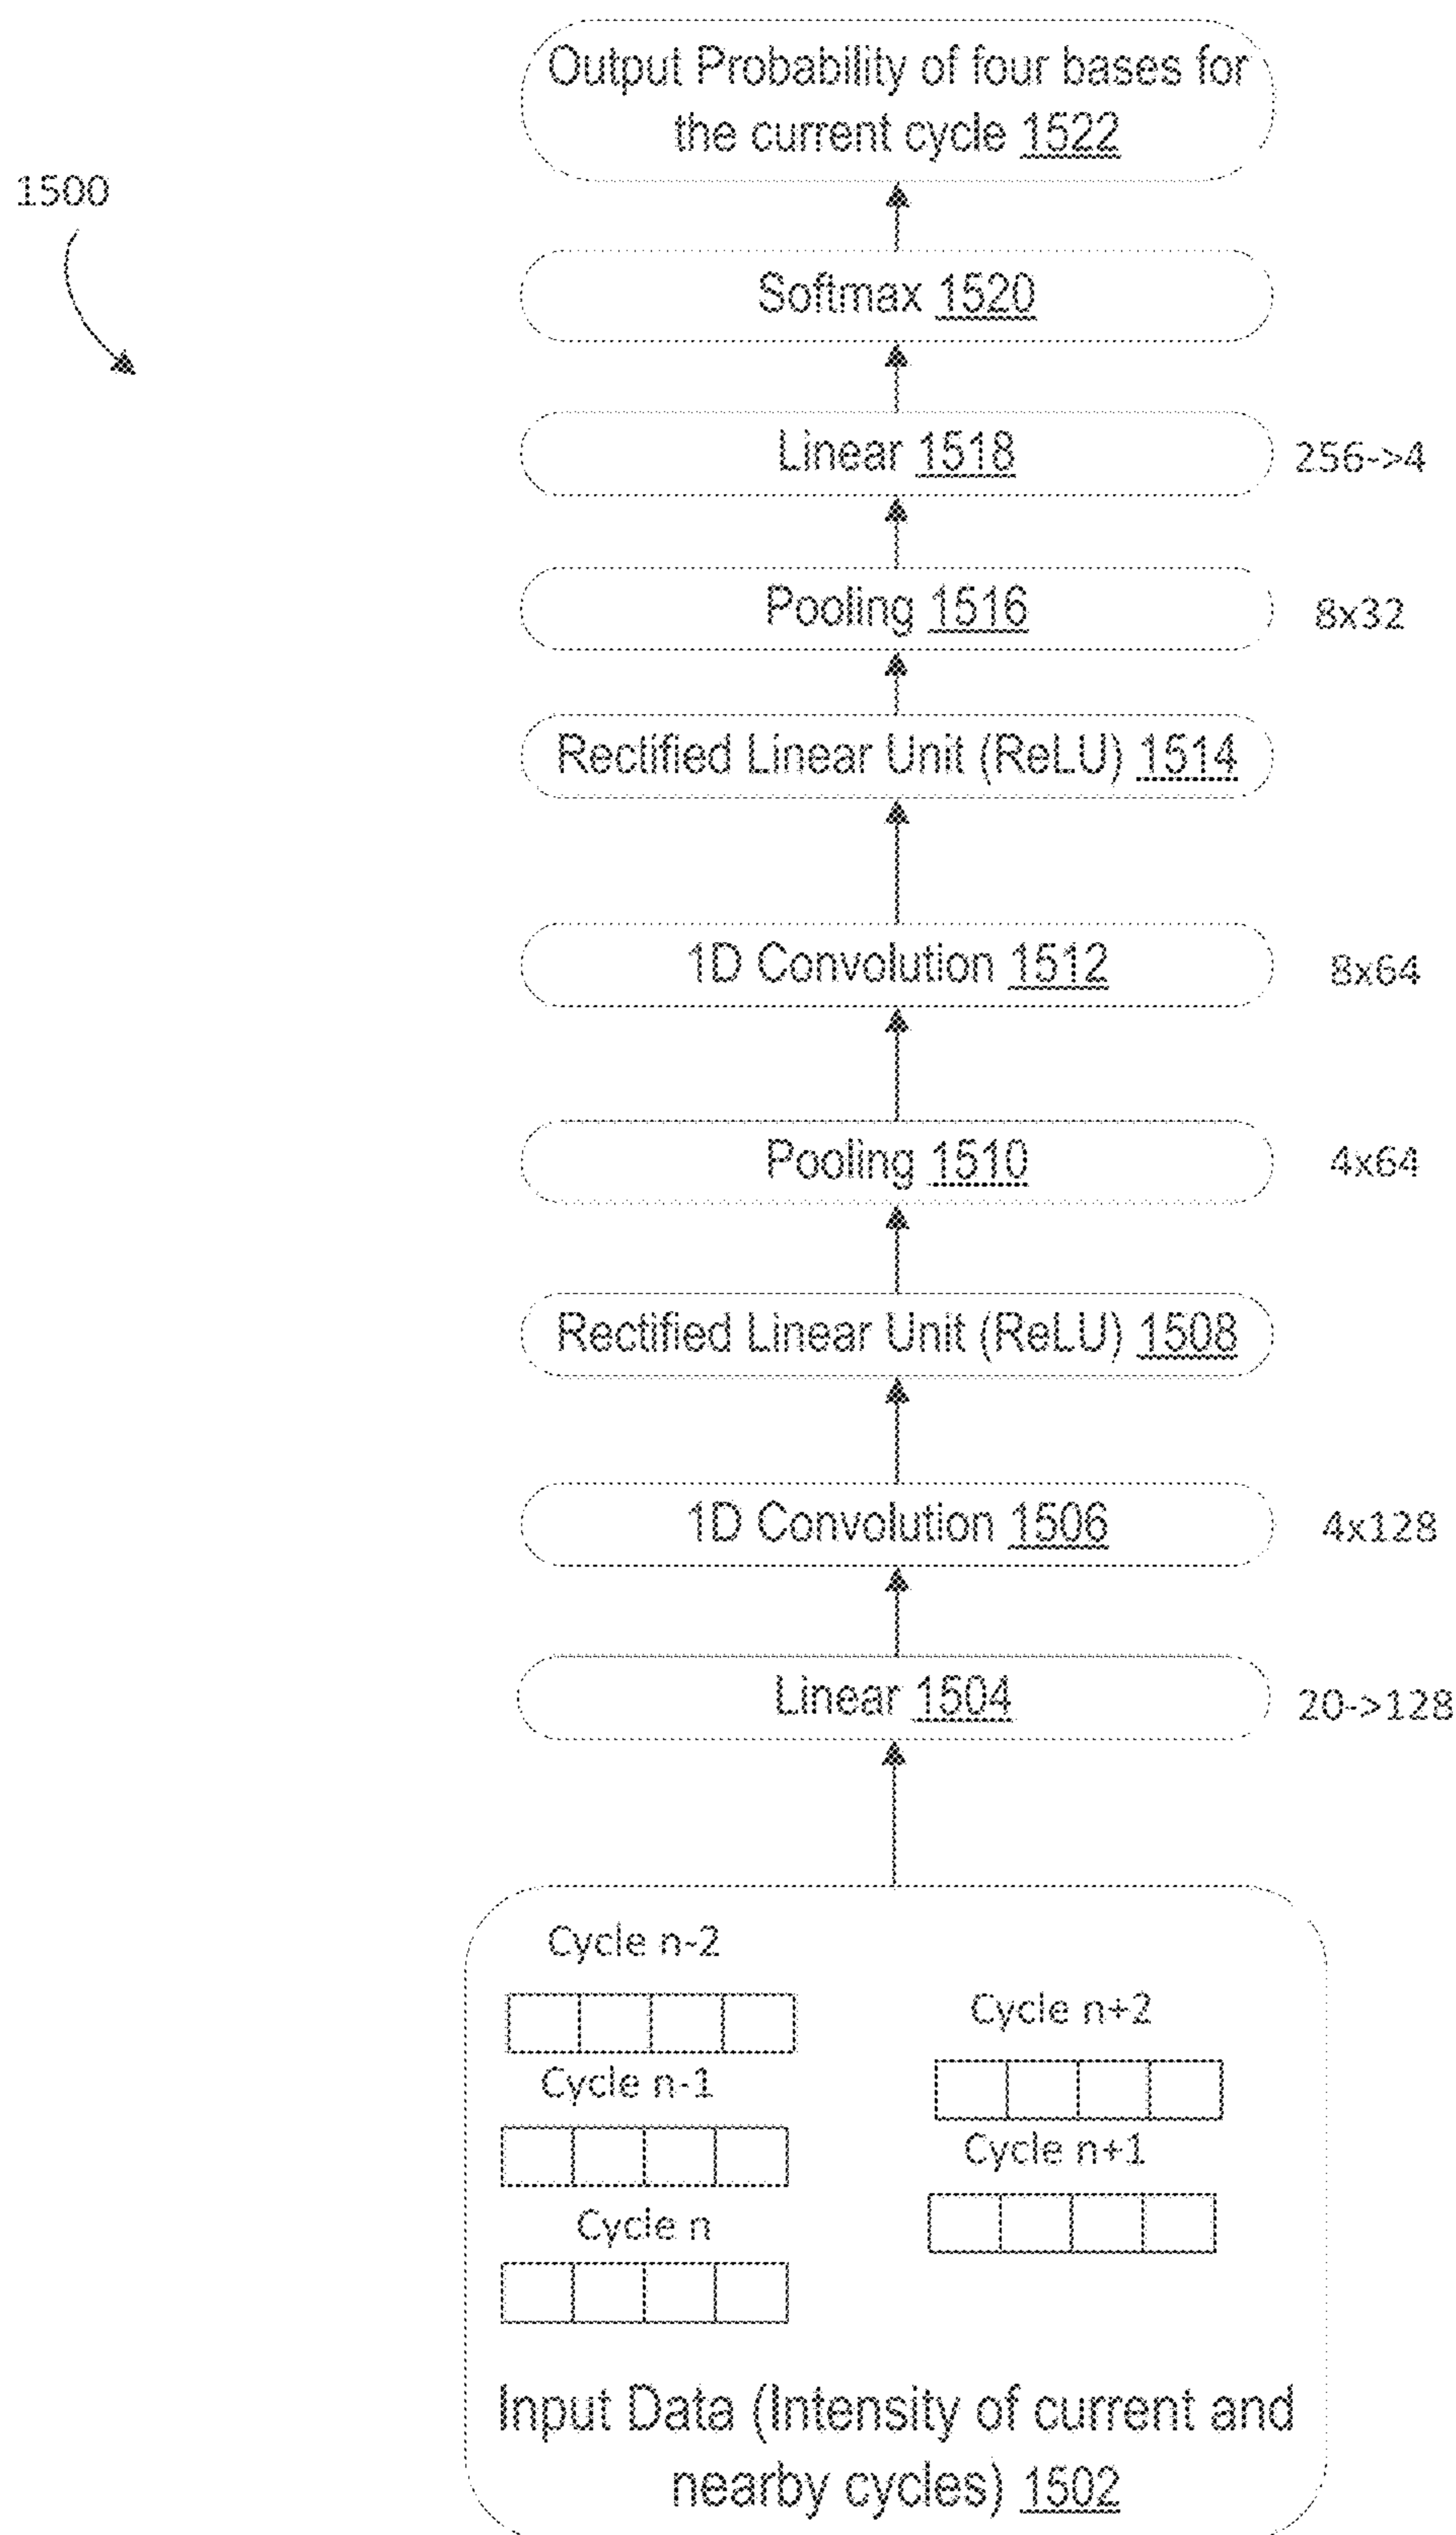 Output Probability of four bases for
the current cycle 1522
1500
Softmax 1520
Linear 1518
256->4
Pooling 1516
8x32
Rectified Linear Unit (ReLU) 1514
1D Convolution 1512
8x64
Pooling 1510
4x64
Rectified Linear Unit (ReLU) 1508
1D Convolution 1506
4x128
Linear 1504
20->128
Cycle n-2
Cycle n+2
Cycle n-1
Cycle n+1
Cycle n
Input Data (Intensity of current and
nearby cycles) 1502